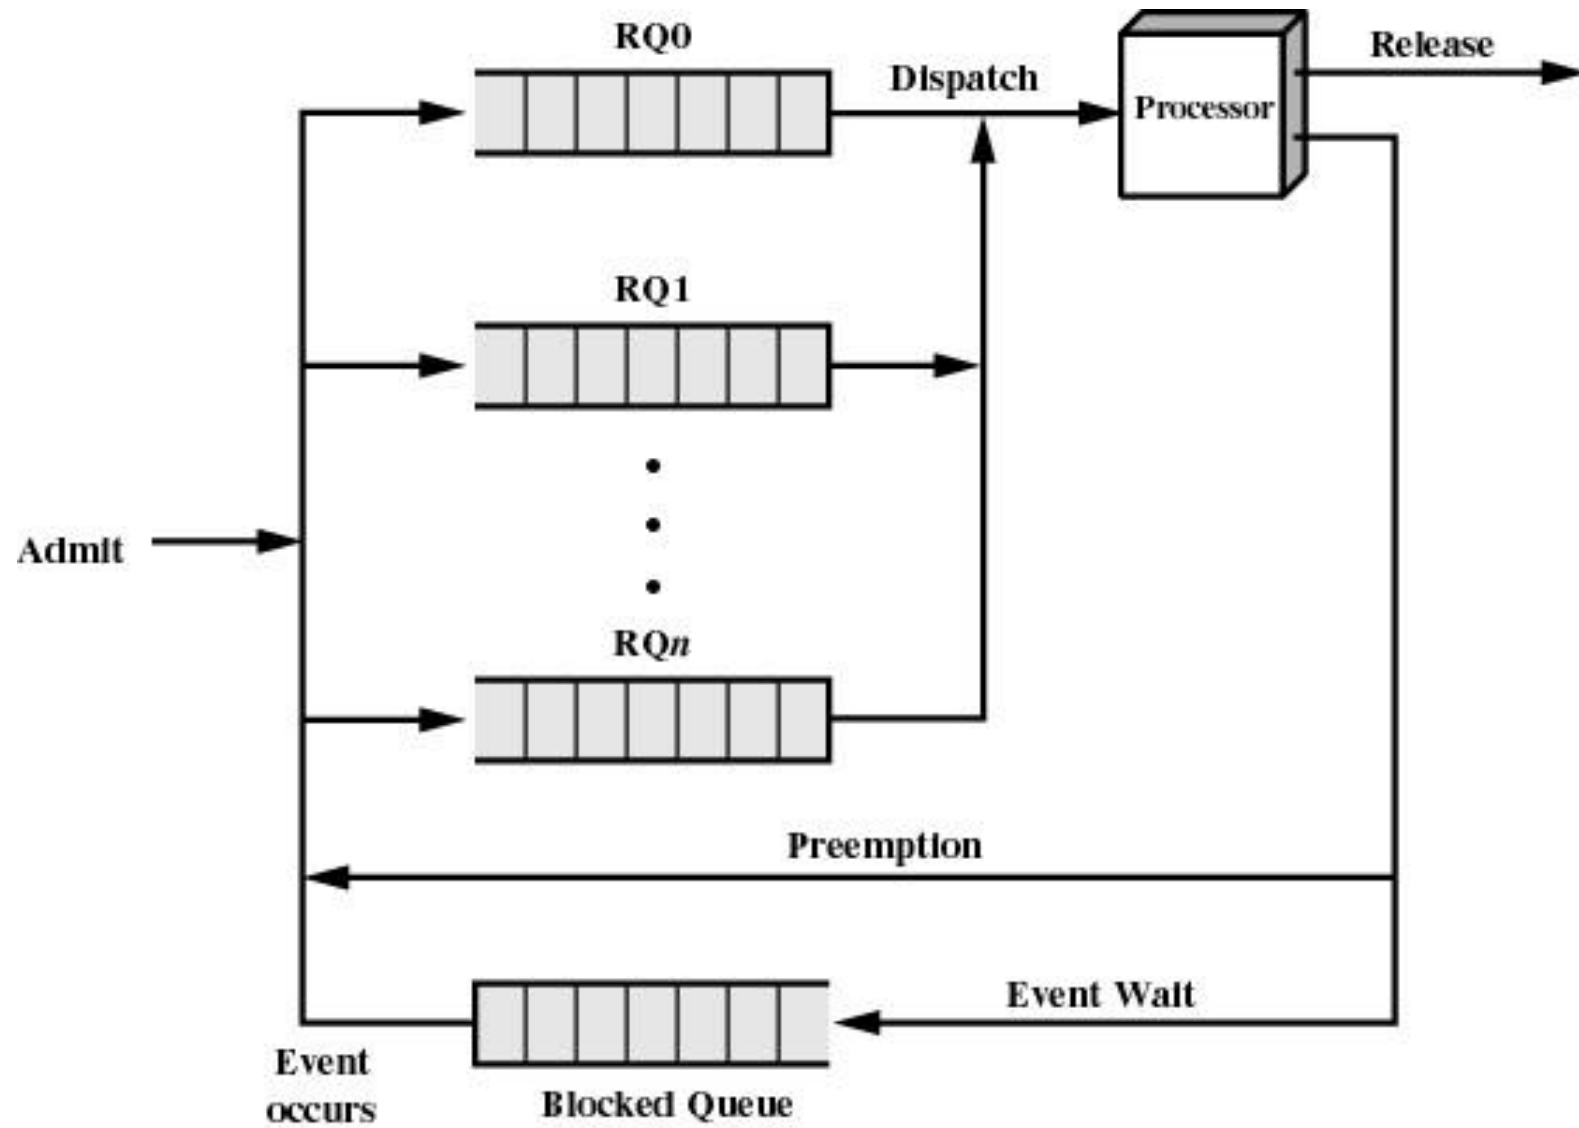 RQ0
Release
Dispatch
Processor
RQ1
Admit
RQn
Preemption
Event Wait
Event
occurs
Blocked Queue